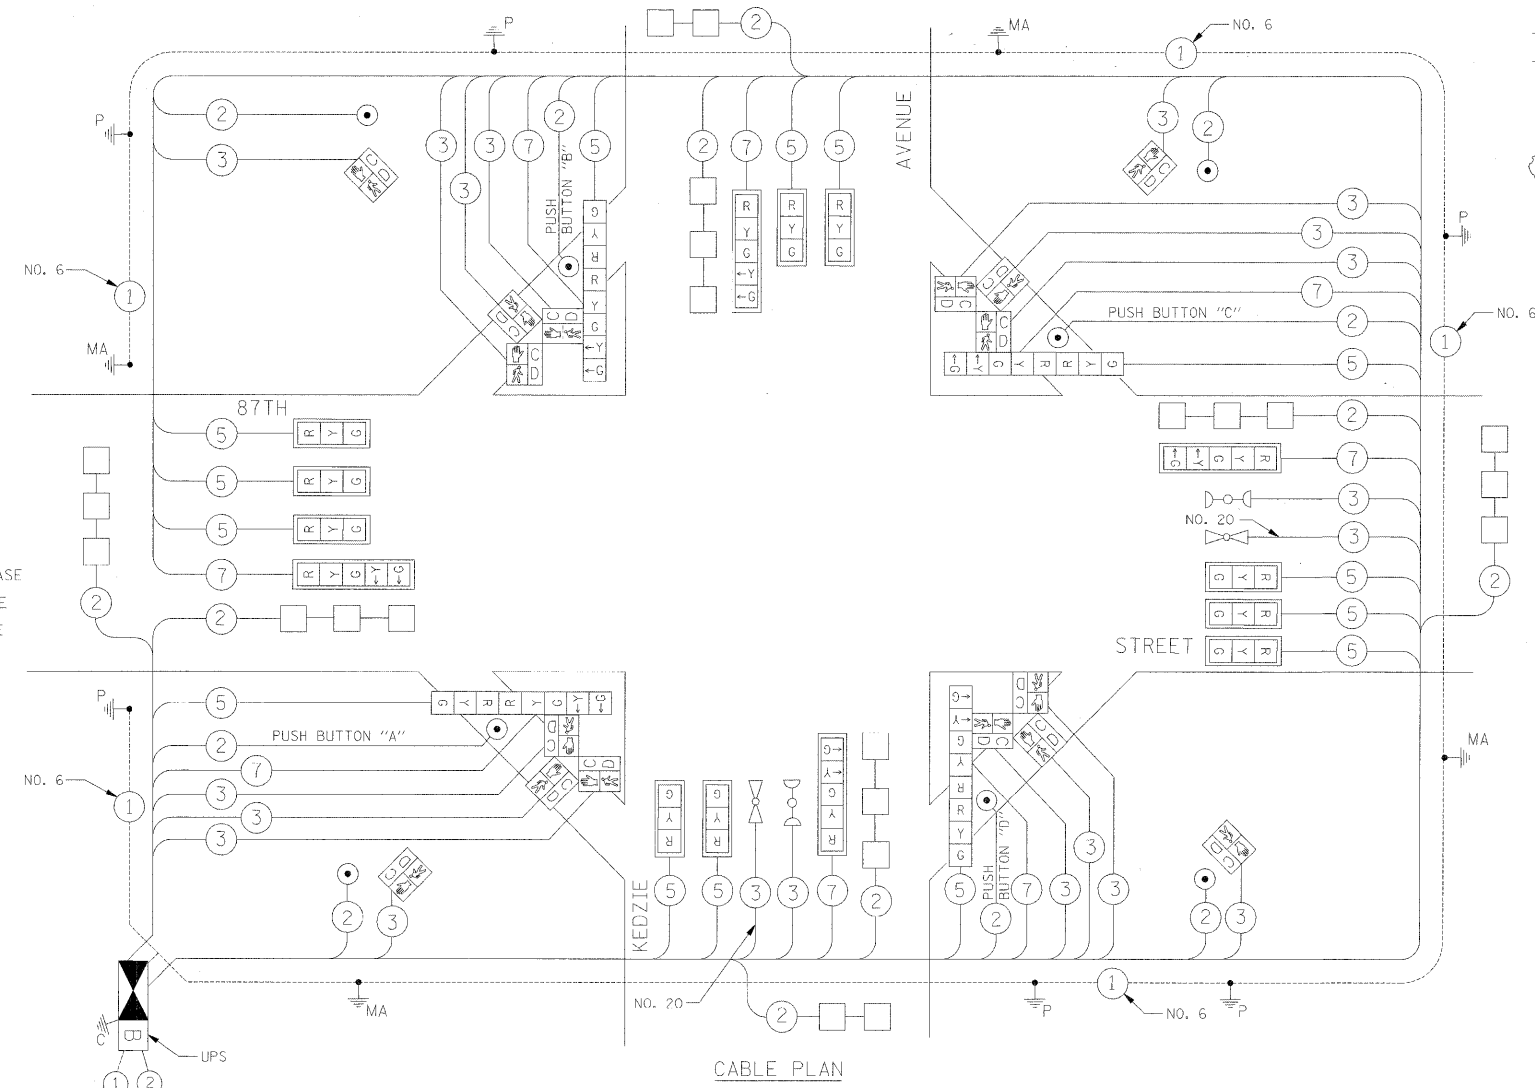 2
P
MA
NO. 6
1
P
2
3
C D
3
3
3
7
2
5
PUSH BUTTON "B"
2
7
5
5
AVENUE
3
2
C D
NO. 6
1
MA
G Y R R Y G ←Y ←G
C D
C D
C D
R Y G ←Y ←G
R Y G
R Y G
3
3
3
7
PUSH BUTTON "C"
2
5
C D
C D
C D
←G ←Y G Y R R Y G
P
NO. 6
1
87TH
5
R Y G
5
R Y G
5
R Y G
7
R Y G ←Y ←G
2
2
ASE
E
E
2
←G ←Y G Y R
7
3
NO. 20
3
G Y R
5
G Y R
5
STREET
G Y R
5
2
P
NO. 6
1
5
G Y R R Y G ←Y ←G
2
PUSH BUTTON "A"
7
3
3
3
C D
C D
C D
2
3
C D
KEDZIE
G Y R
5
G Y R
5
3
3
←G ←Y G Y R
7
2
NO. 20
2
←G ←Y G Y R R Y G
C D
C D
C D
5
PUSH BUTTON "D"
2
7
3
3
3
C D
2
3
MA
MA
P
1
NO. 6
P
C
B
UPS
1
2
CABLE PLAN